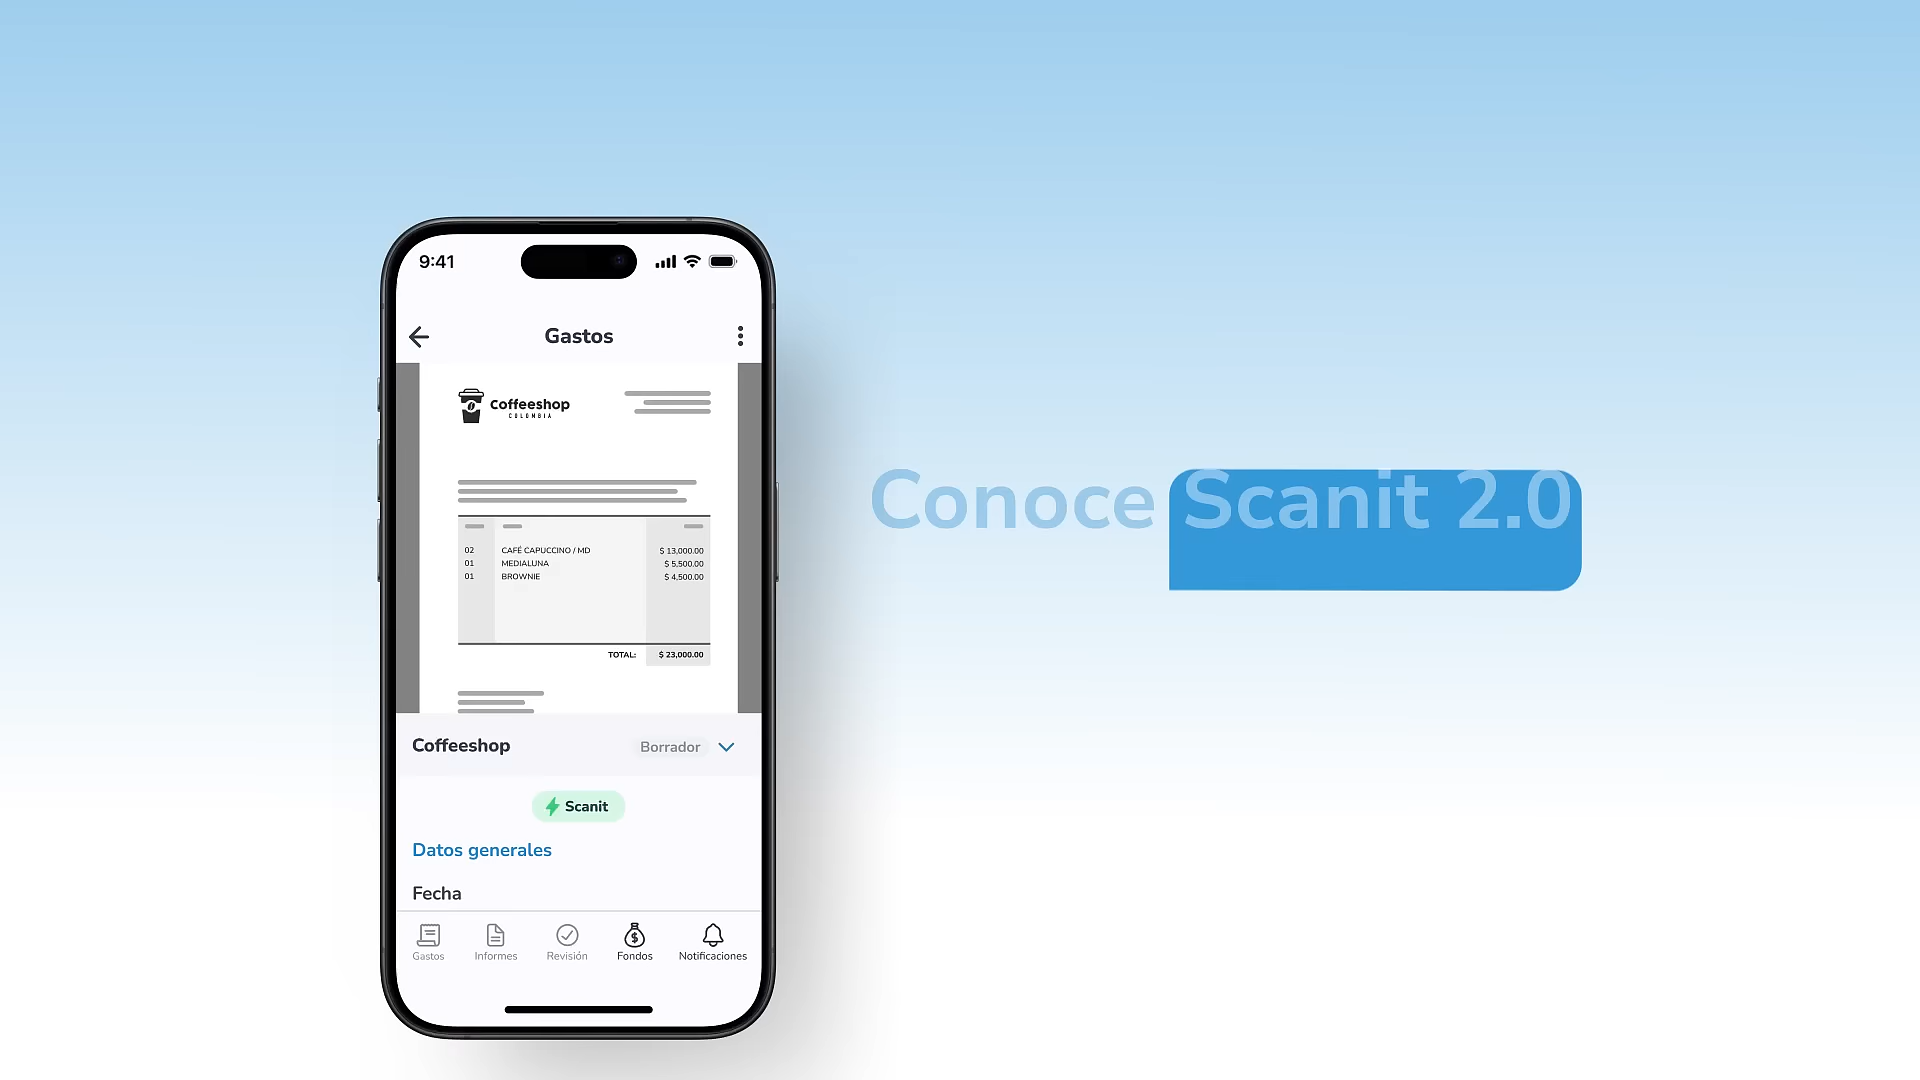 9:41
Gastos
Coffeeshop
COLOMBIA
02 CAFÉ CAPUCCINO / MD $ 13,000.00
01 MEDIALUNA $ 5,500.00
01 BROWNIE $ 4,500.00
TOTAL: $ 23,000.00
Coffeeshop Borrador
Scanit
Datos generales
Fecha
Gastos Informes Revisión Fondos Notificaciones
Conoce Scanit 2.0